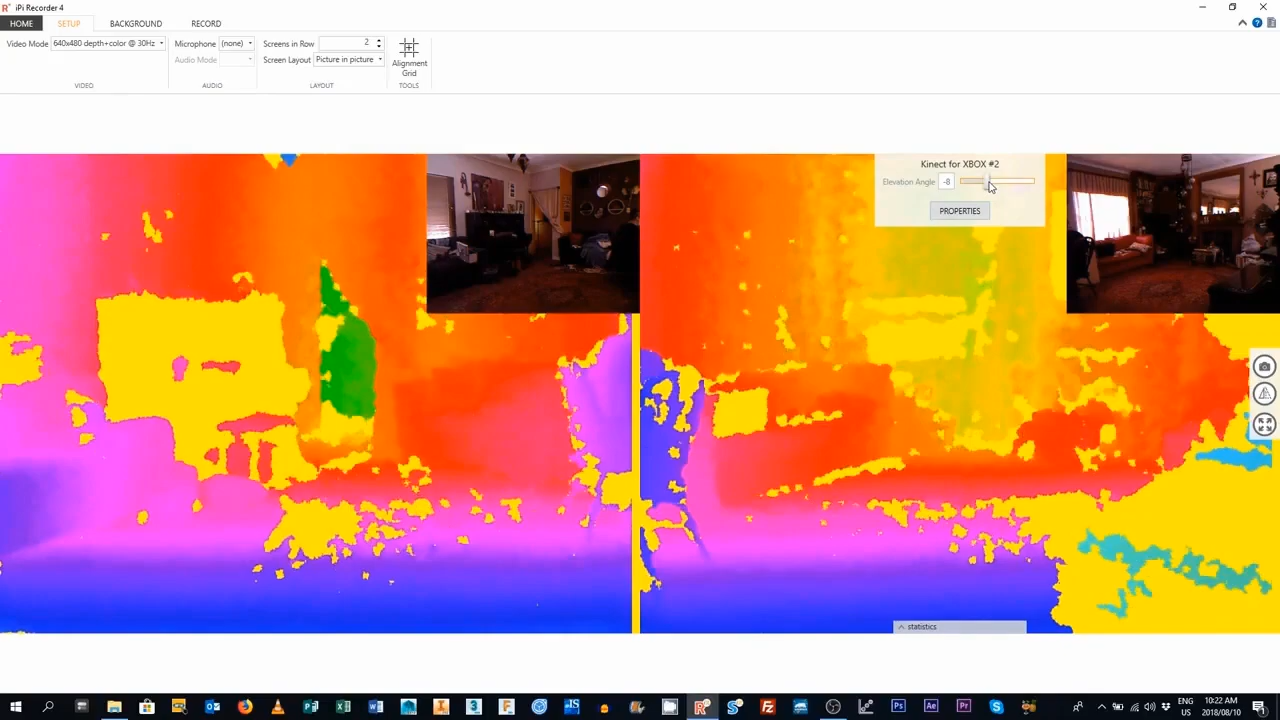 iPi Recorder 4
HOME SETUP BACKGROUND RECORD
Video Mode 640x480 depth+color @ 30Hz
Microphone (none)
Audio Mode
Screens in Row 2
Screen Layout Picture in picture
Alignment
Grid
VIDEO AUDIO LAYOUT TOOLS
Kinect for XBOX #2
Elevation Angle -8
PROPERTIES
statistics
ENG
US
10:22 AM
2018/08/10